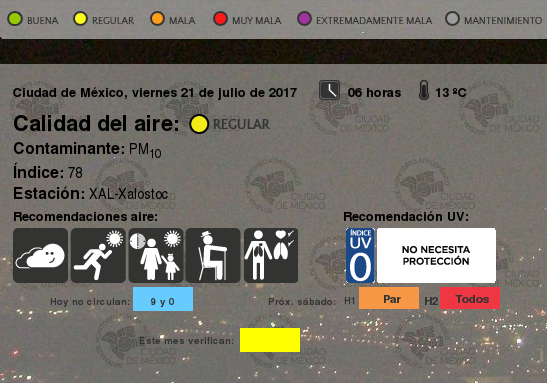 BUENA REGULAR MALA MUY MALA EXTREMADAMENTE MALA MANTENIMIENTO
Ciudad de México, viernes 21 de julio de 2017 06 horas 13 ºC
Calidad del aire: REGULAR
Contaminante: PM10
Índice: 78
Estación: XAL-Xalostoc
Recomendaciones aire: Recomendación UV:
ÍNDICE
UV
0
NO NECESITA
PROTECCIÓN
Hoy no circulan: 9 y 0 Próx. sábado: H1 Par H2 Todos
Este mes verifican:
CIUDAD
DE MÉXICO